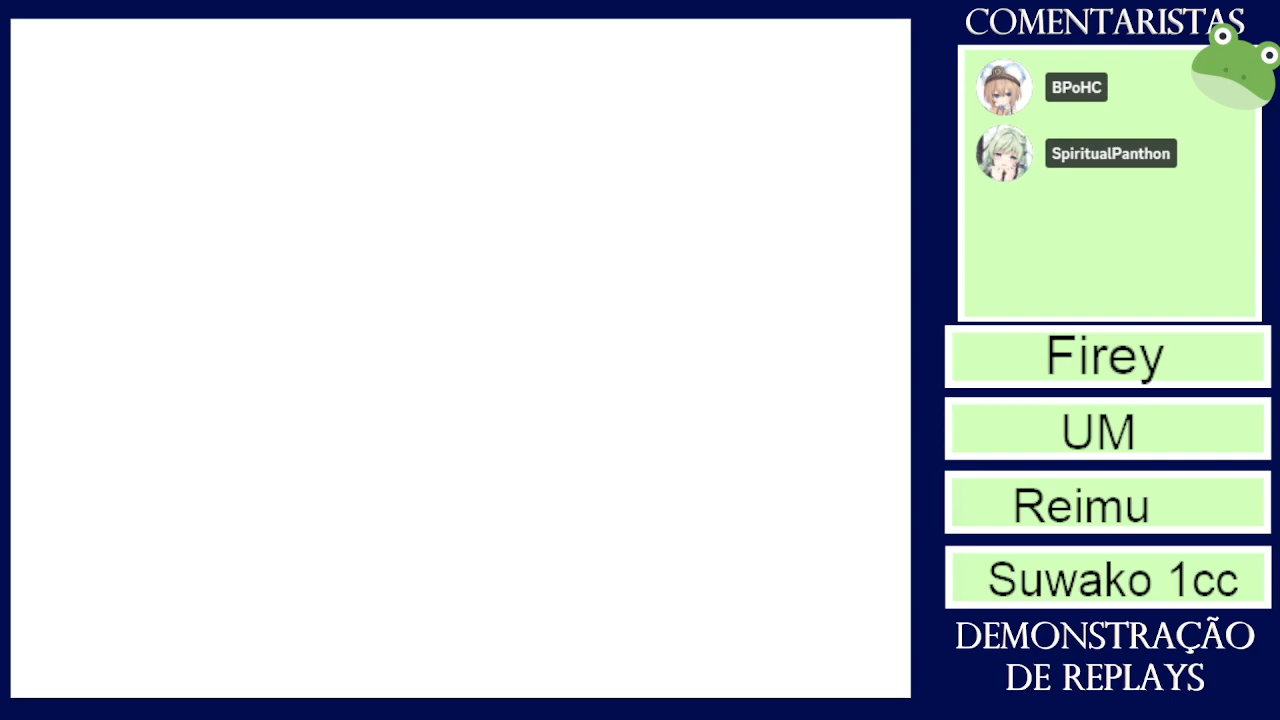 COMENTARISTAS
BPoHC
SpiritualPanthon
Firey
UM
Reimu
Suwako 1cc
DEMONSTRAÇÃO
DE REPLAYS